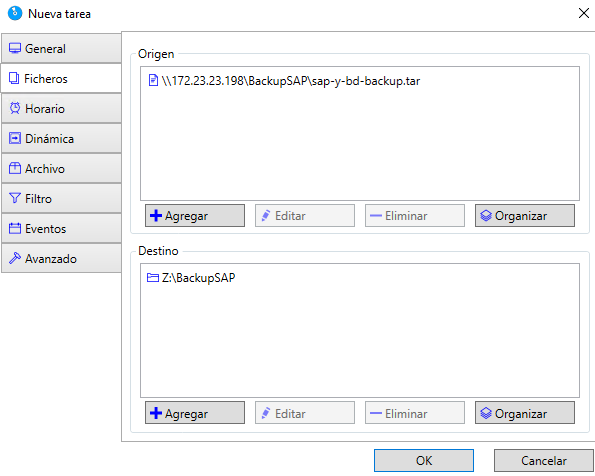 Nueva tarea
General
Ficheros
Horario
Dinámica
Archivo
Filtro
Eventos
Avanzado
Origen
\\172.23.23.198\BackupSAP\sap-y-bd-backup.tar
Agregar Editar Eliminar Organizar
Destino
Z:\BackupSAP
Agregar Editar Eliminar Organizar
OK Cancelar